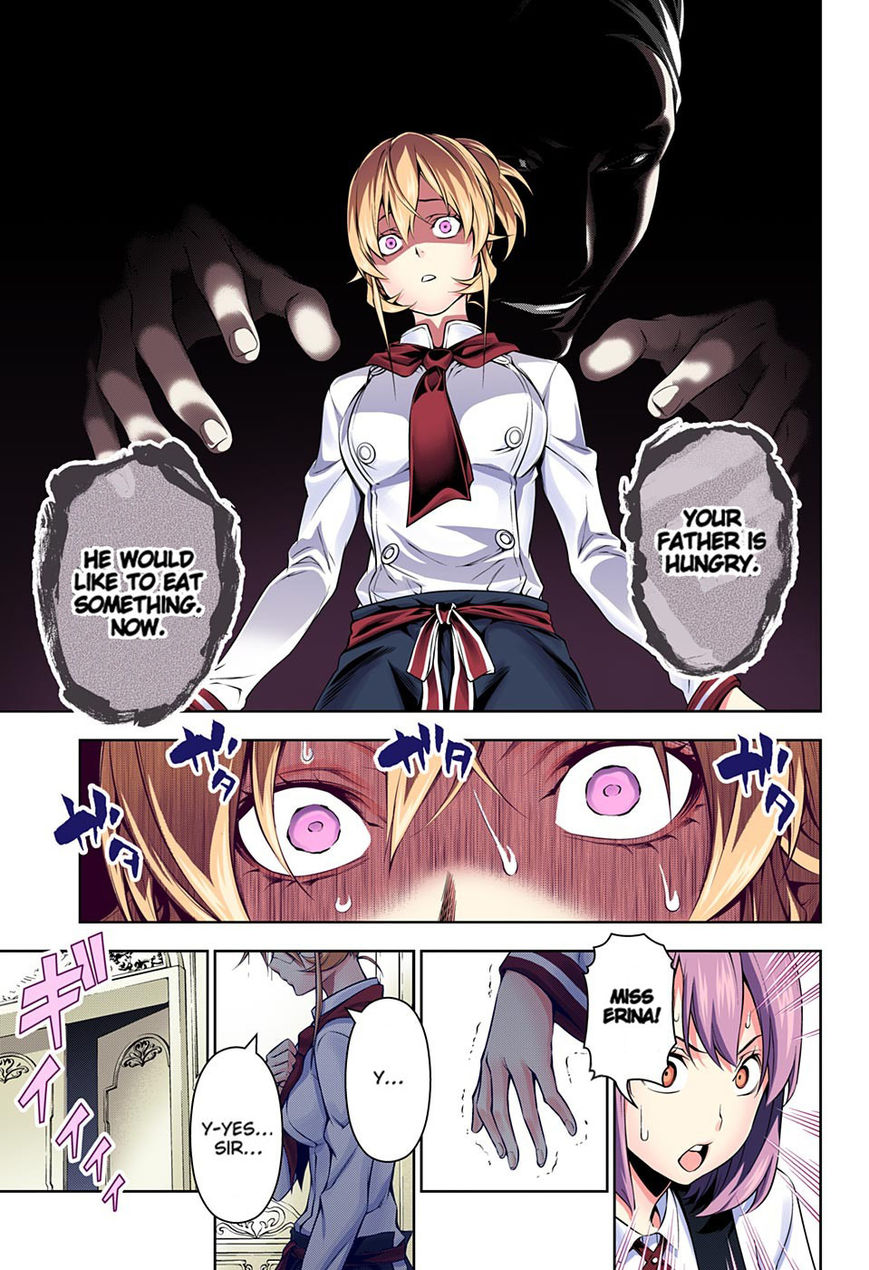 YOUR
FATHER IS
HUNGRY.
HE WOULD
LIKE TO EAT
SOMETHING.
NOW.
ガタ
ガタ
ガタ
ガタ
MISS
ERINA!
Y...
Y-YES...
SIR...
ギイイイイ